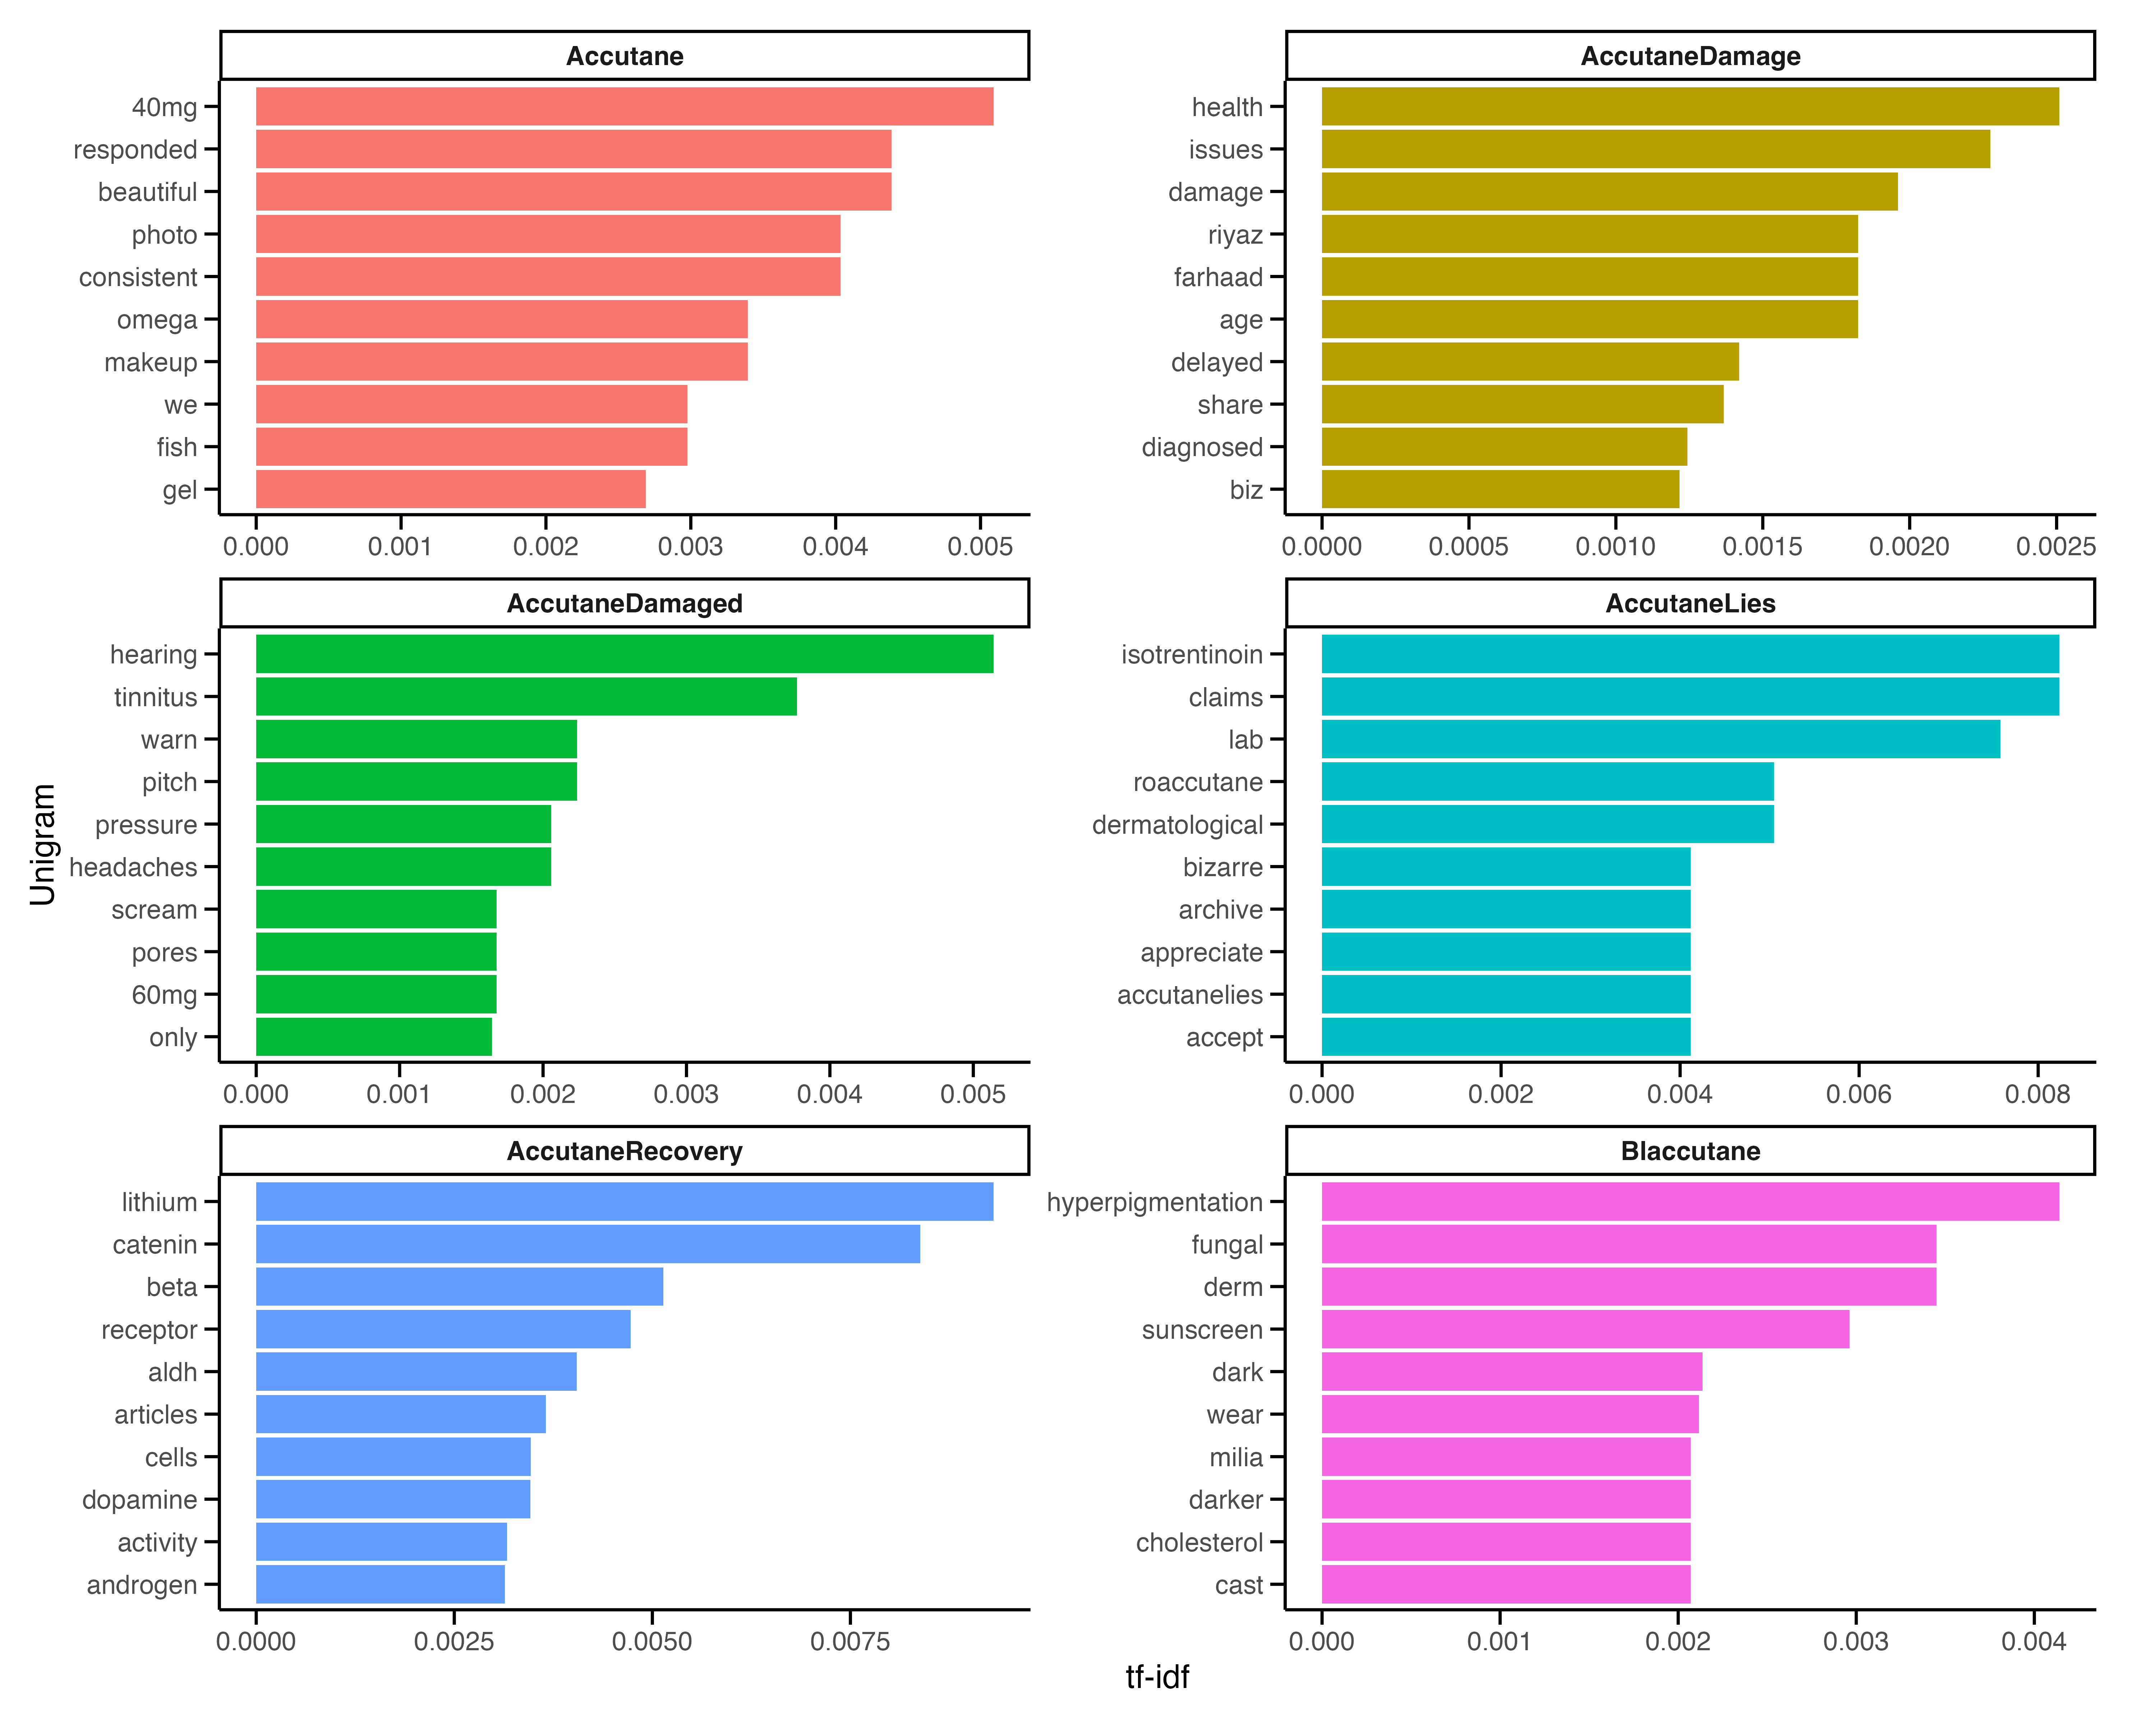 Accutane
40mg
responded
beautiful
photo
consistent
omega
makeup
we
fish
gel
0.000 0.001 0.002 0.003 0.004 0.005
AccutaneDamage
health
issues
damage
riyaz
farhaad
age
delayed
share
diagnosed
biz
0.0000 0.0005 0.0010 0.0015 0.0020 0.0025
AccutaneDamaged
hearing
tinnitus
warn
pitch
pressure
headaches
scream
pores
60mg
only
0.000 0.001 0.002 0.003 0.004 0.005
AccutaneLies
isotrentinoin
claims
lab
roaccutane
dermatological
bizarre
archive
appreciate
accutanelies
accept
0.000 0.002 0.004 0.006 0.008
AccutaneRecovery
lithium
catenin
beta
receptor
aldh
articles
cells
dopamine
activity
androgen
0.0000 0.0025 0.0050 0.0075
Blaccutane
hyperpigmentation
fungal
derm
sunscreen
dark
wear
milia
darker
cholesterol
cast
0.000 0.001 0.002 0.003 0.004
Unigram
tf-idf